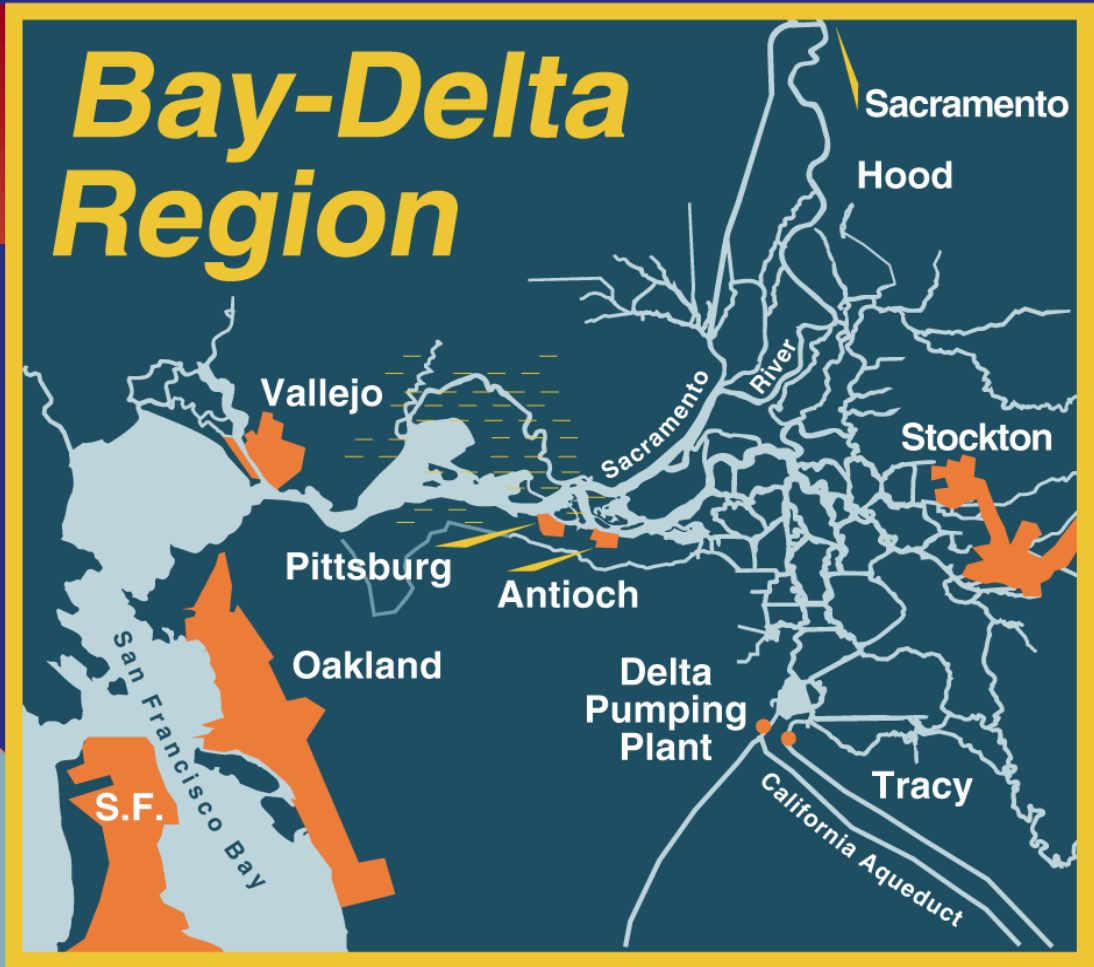 Bay-Delta
Region
Sacramento
Hood
Vallejo
Sacramento
River
Stockton
Pittsburg
Antioch
San Francisco Bay
Oakland
Delta
Pumping
Plant
S.F.
California Aqueduct
Tracy